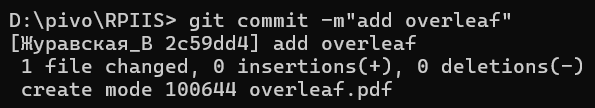 D:\pivo\RPIIS> git commit -m"add overleaf"
[Журавская_В 2c59dd4] add overleaf
 1 file changed, 0 insertions(+), 0 deletions(-)
 create mode 100644 overleaf.pdf